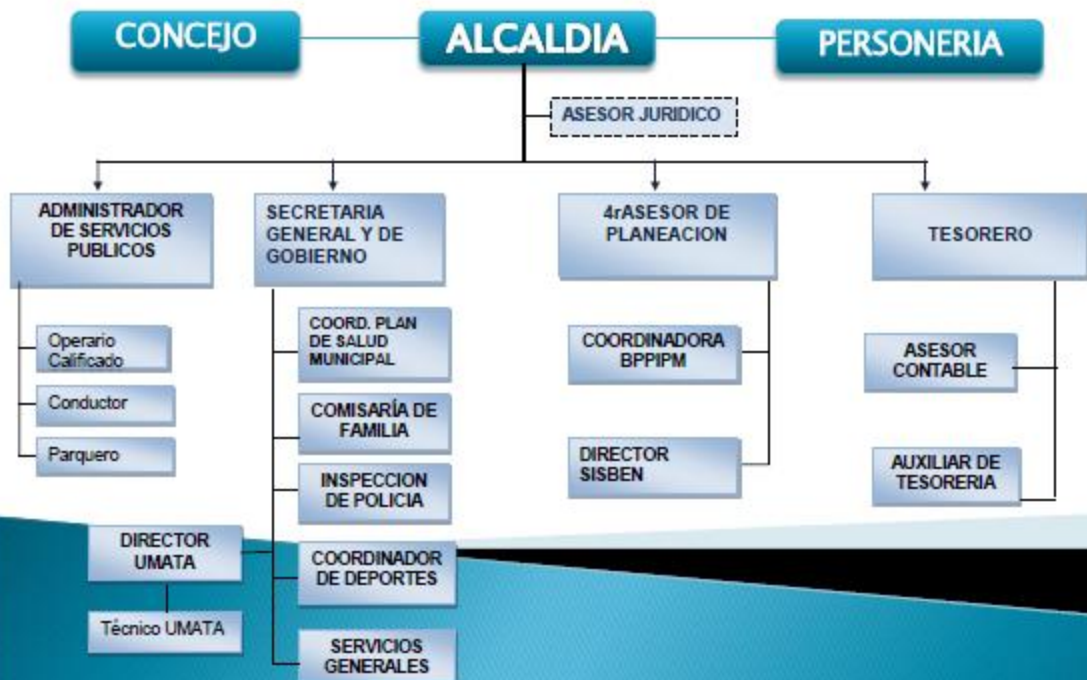 CONCEJO
ALCALDIA
PERSONERIA
ASESOR JURIDICO
ADMINISTRADOR
DE SERVICIOS
PUBLICOS
Operario
Calificado
Conductor
Parquero
SECRETARIA
GENERAL Y DE
GOBIERNO
COORD. PLAN
DE SALUD
MUNICIPAL
COMISARÍA DE
FAMILIA
INSPECCION
DE POLICIA
DIRECTOR
UMATA
Técnico UMATA
COORDINADOR
DE DEPORTES
SERVICIOS
GENERALES
4rASESOR DE
PLANEACION
COORDINADORA
BPPIPM
DIRECTOR
SISBEN
TESORERO
ASESOR
CONTABLE
AUXILIAR DE
TESORERIA